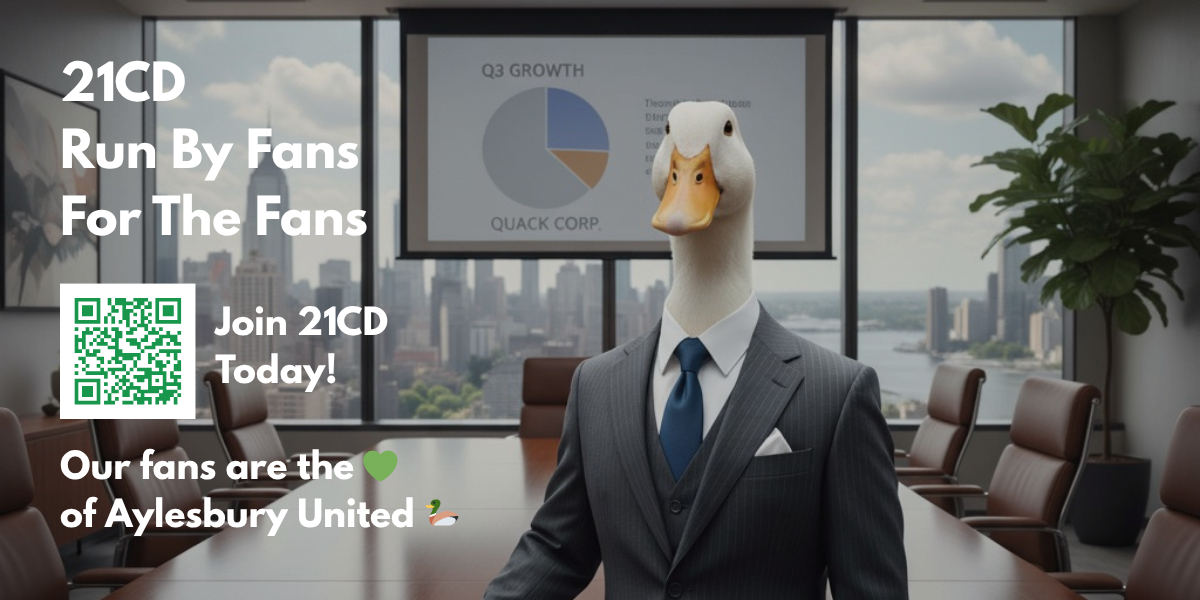 21CD
Run By Fans
For The Fans
Join 21CD
Today!
Our fans are the 💚
of Aylesbury United 🦆
Q3 GROWTH
QUACK CORP.